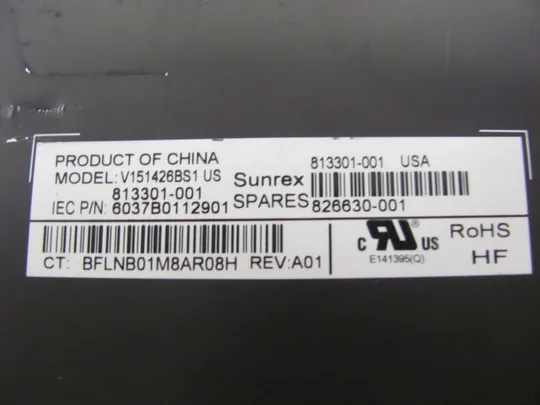 PRODUCT OF CHINA
MODEL: V151426BS1 US
813301-001
IEC P/N: 6037B0112901
Sunrex
SPARES
813301-001 USA
826630-001
CT: BFLNB01M8AR08H REV:A01
c RU US
E141395(Q)
RoHS
HF